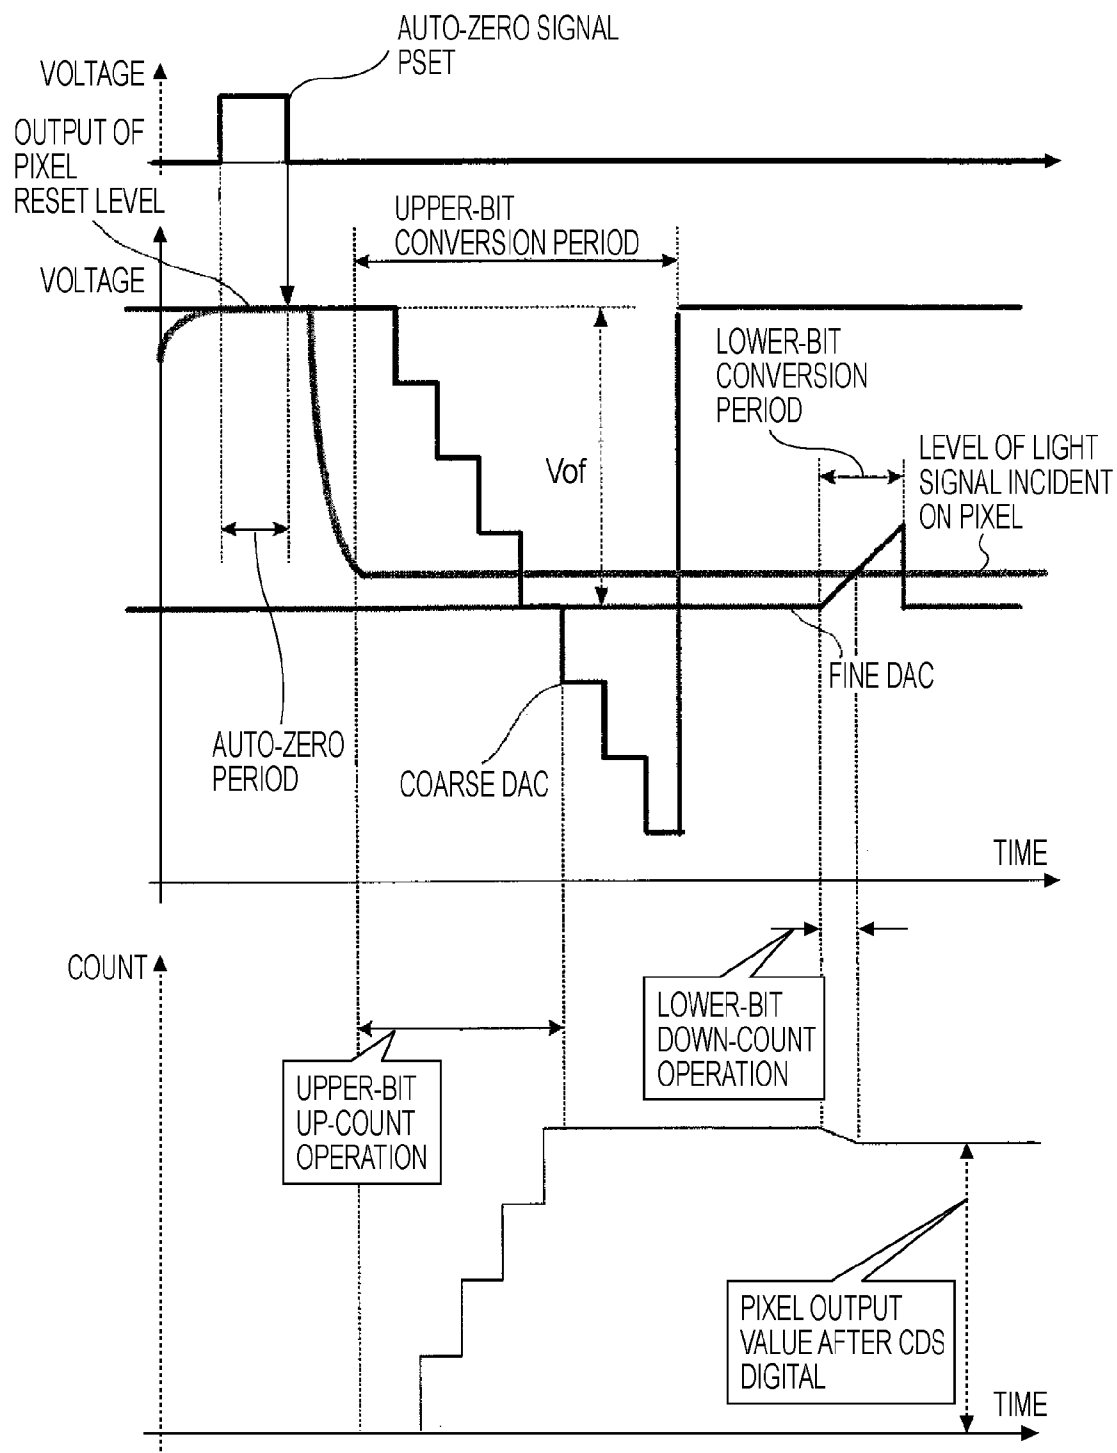 AUTO-ZERO SIGNAL
PSET
VOLTAGE
OUTPUT OF
PIXEL
RESET LEVEL
UPPER-BIT
CONVERSION PERIOD
VOLTAGE
LOWER-BIT
CONVERSION
PERIOD
LEVEL OF LIGHT
SIGNAL INCIDENT
ON PIXEL
Vof
FINE DAC
AUTO-ZERO
PERIOD
COARSE DAC
TIME
COUNT
LOWER-BIT
DOWN-COUNT
OPERATION
UPPER-BIT
UP-COUNT
OPERATION
PIXEL OUTPUT
VALUE AFTER CDS
DIGITAL
TIME